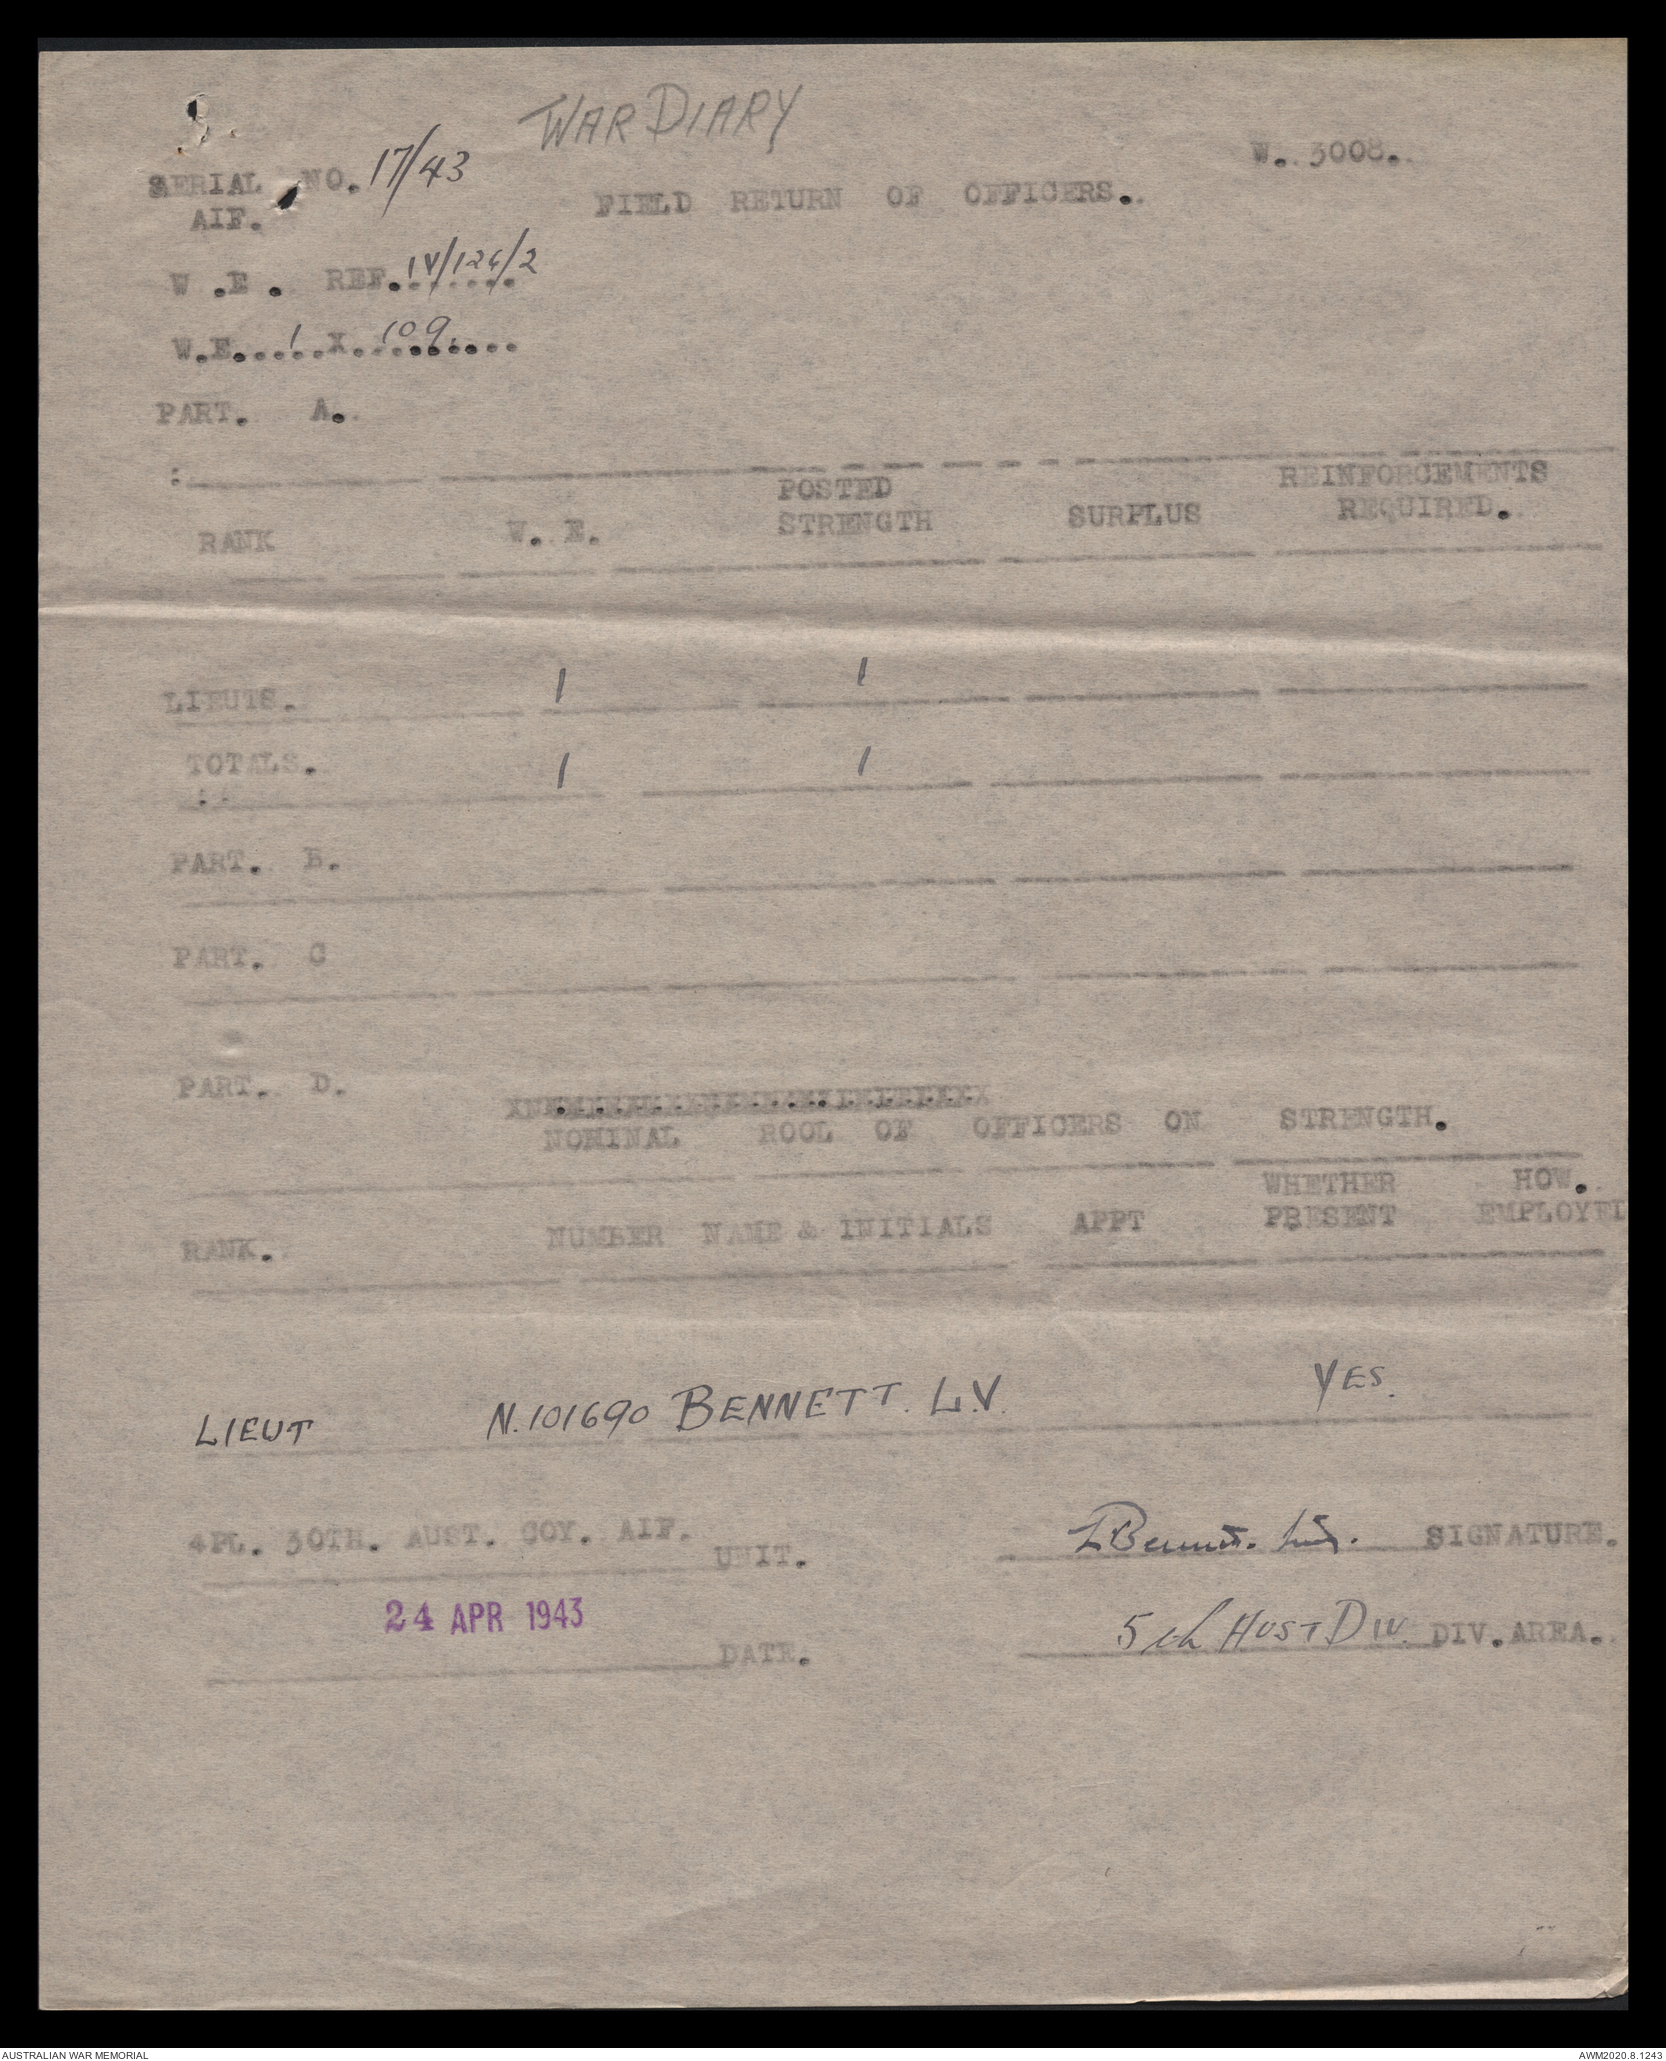 WAR DIARY
W. 3008.
SERIAL NO. 17/43
AIF.
FIELD RETURN OF OFFICERS.
W .E . REF. IV/126/2
W.E.....1..X...109.......
PART. A.
RANK W. E. POSTED STRENGTH SURPLUS REINFORCEMENTS REQUIRED.
LIEUTS. 1 1
TOTALS. 1 1
PART. B.
PART. C
PART. D.
NOMINAL ROOL OF OFFICERS ON STRENGTH.
RANK. NUMBER NAME & INITIALS APPT WHETHER PRESENT HOW. EMPLOYED
LIEUT N.101690 BENNETT. L.V. YES.
4PL. 30TH. AUST. COY. AIF. UNIT.
LBennett. Lieut. SIGNATURE.
24 APR 1943 DATE.
5th AUST DIV. DIV.AREA.
AUSTRALIAN WAR MEMORIAL
AWM2020.8.1243